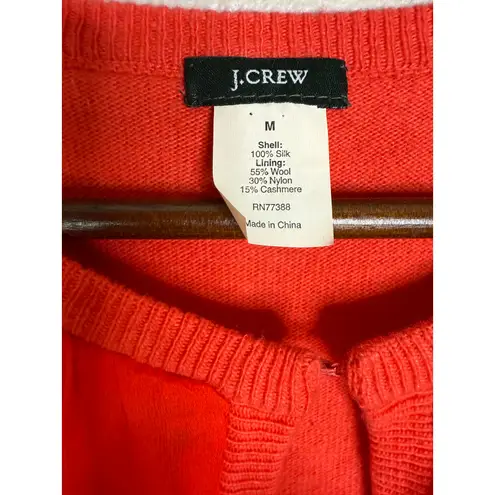 J.CREW
M
Shell:
100% Silk
Lining:
55% Wool
30% Nylon
15% Cashmere
RN77388
Made in China